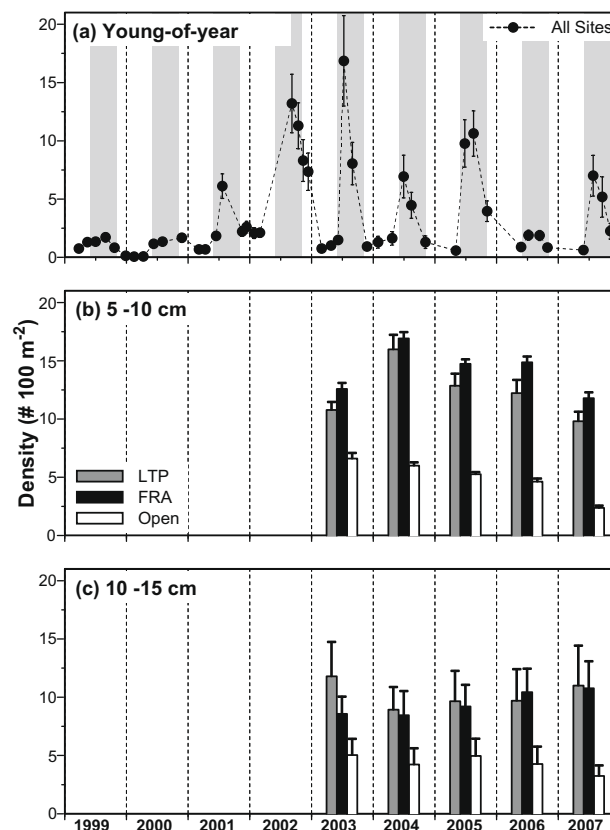 (a) Young-of-year
All Sites
20
15
10
5
0
(b) 5 -10 cm
20
15
10
5
0
LTP
FRA
Open
(c) 10 -15 cm
20
15
10
5
0
Density (# 100 m-2)
1999 2000 2001 2002 2003 2004 2005 2006 2007